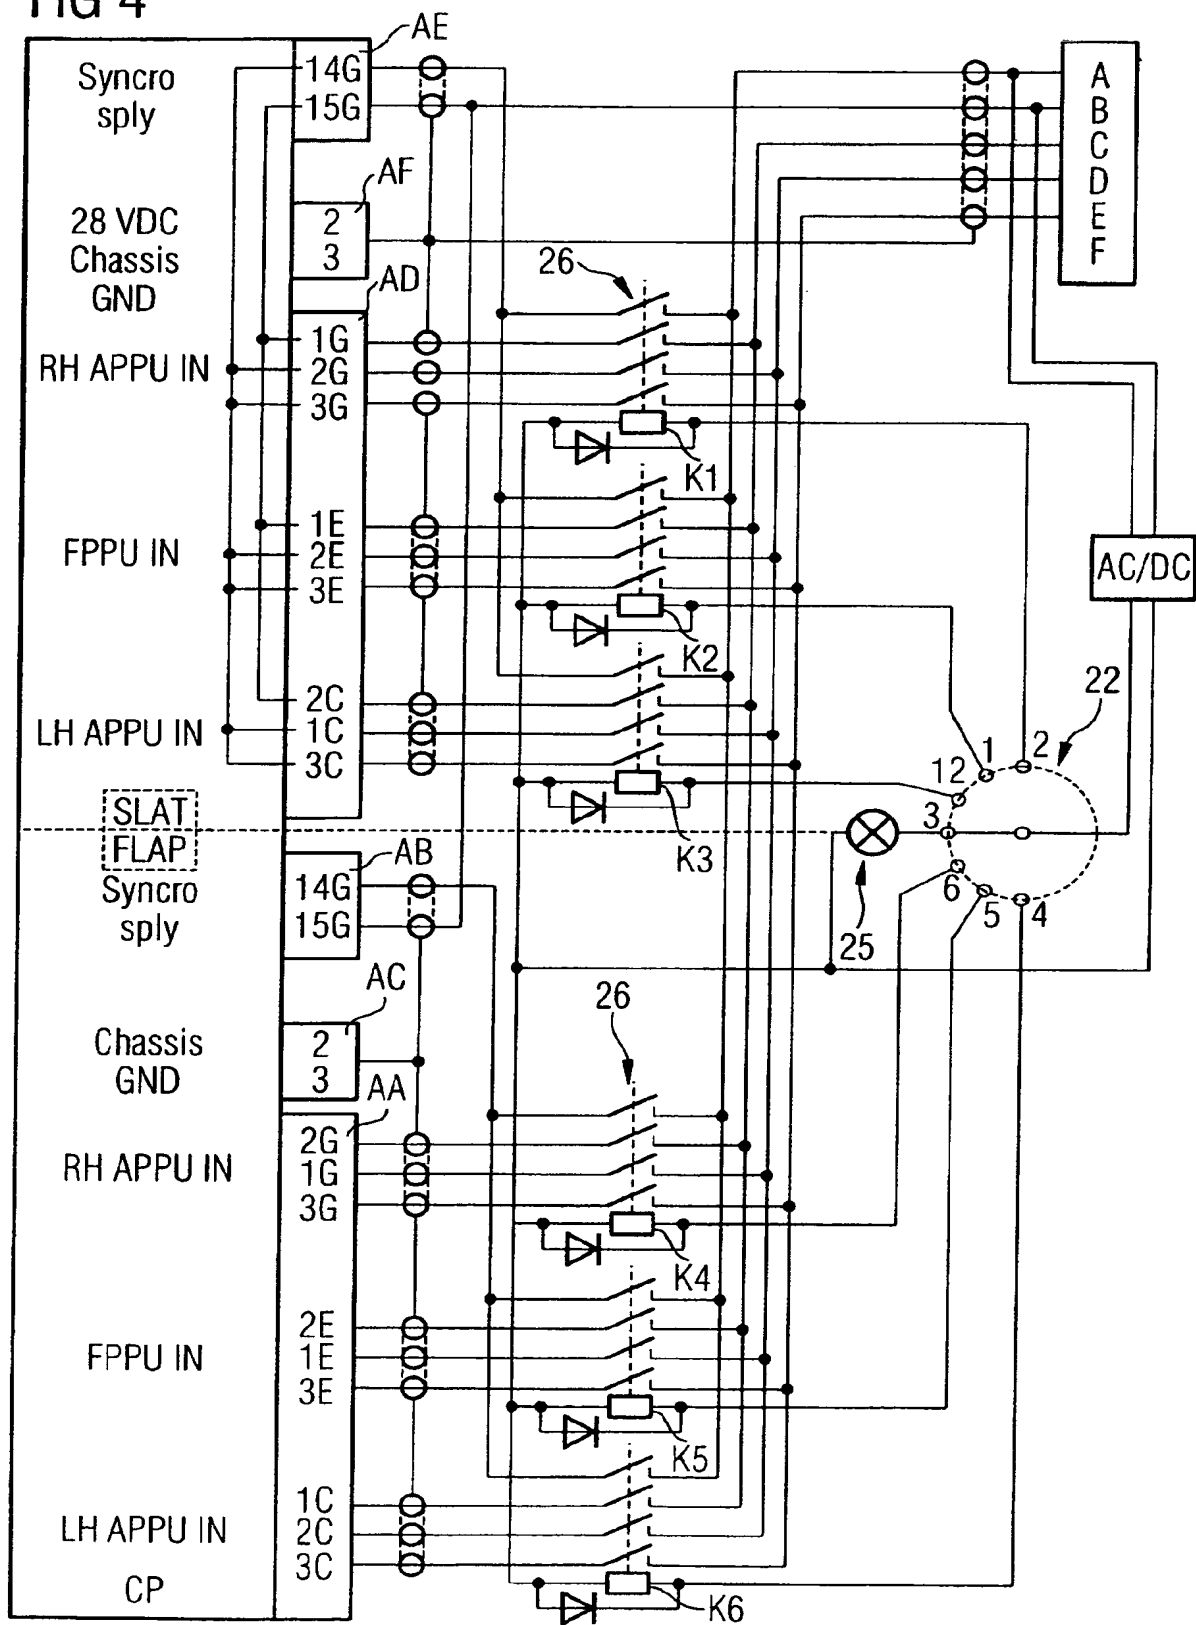 FIG 4
AE
Syncro
sply
14G
15G
A
B
C
D
E
F
AF
28 VDC
Chassis
GND
2
3
AD
26
RH APPU IN
1G
2G
3G
K1
FPPU IN
1E
2E
3E
AC/DC
K2
LH APPU IN
2C
1C
3C
22
1
2
12
3
6
5
4
K3
SLAT
FLAP
25
AB
Syncro
sply
14G
15G
AC
26
Chassis
GND
2
3
AA
RH APPU IN
2G
1G
3G
K4
FPPU IN
2E
1E
3E
K5
LH APPU IN
1C
2C
3C
CP
K6